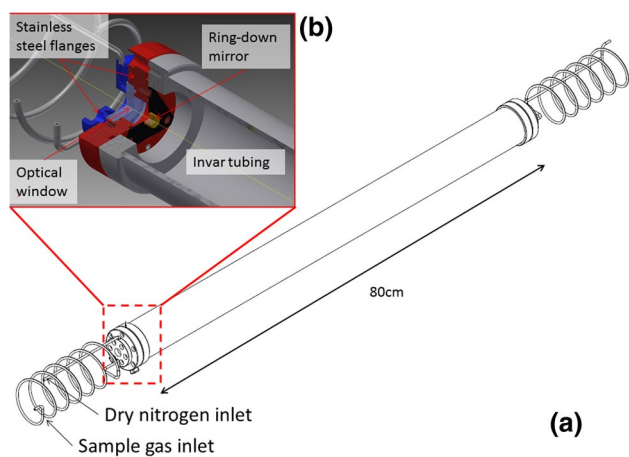 Stainless
steel flanges
Ring-down
mirror
(b)
Optical
window
Invar tubing
80cm
Dry nitrogen inlet
Sample gas inlet
(a)